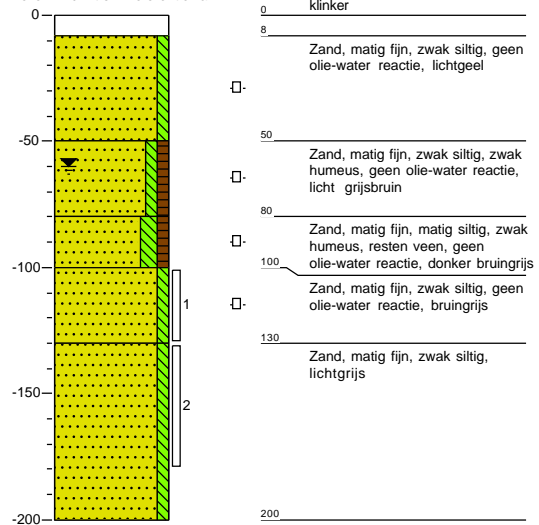 0
-50
-100
-150
-200
1
2
0
klinker
8
Zand, matig fijn, zwak siltig, geen
olie-water reactie, lichtgeel
50
Zand, matig fijn, zwak siltig, zwak
humeus, geen olie-water reactie,
licht grijsbruin
80
Zand, matig fijn, matig siltig, zwak
humeus, resten veen, geen
olie-water reactie, donker bruingrijs
100
Zand, matig fijn, zwak siltig, geen
olie-water reactie, bruingrijs
130
Zand, matig fijn, zwak siltig,
lichtgrijs
200